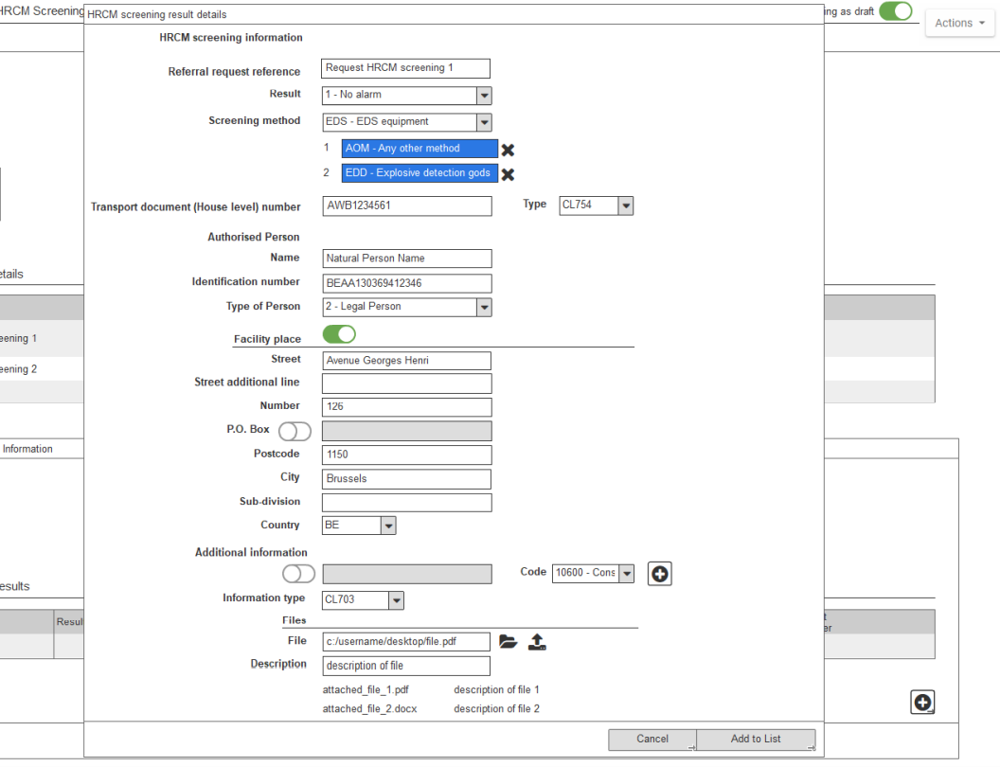 HRCM Screening
HRCM screening result details
ing as draft
Actions
HRCM screening information
Referral request reference Request HRCM screening 1
Result 1 - No alarm
Screening method EDS - EDS equipment
1 AOM - Any other method
2 EDD - Explosive detection gods
Transport document (House level) number AWB1234561 Type CL754
Authorised Person
Name Natural Person Name
etails
Identification number BEAA130369412346
Type of Person 2 - Legal Person
eening 1
Facility place
Street Avenue Georges Henri
eening 2
Street additional line
Number 126
P.O. Box
Information
Postcode 1150
City Brussels
Sub-division
Country BE
Additional information
Code 10600 - Cons
esults
Information type CL703
Resul
Files
t
er
File c:/username/desktop/file.pdf
Description description of file
attached_file_1.pdf description of file 1
attached_file_2.docx description of file 2
Cancel Add to List